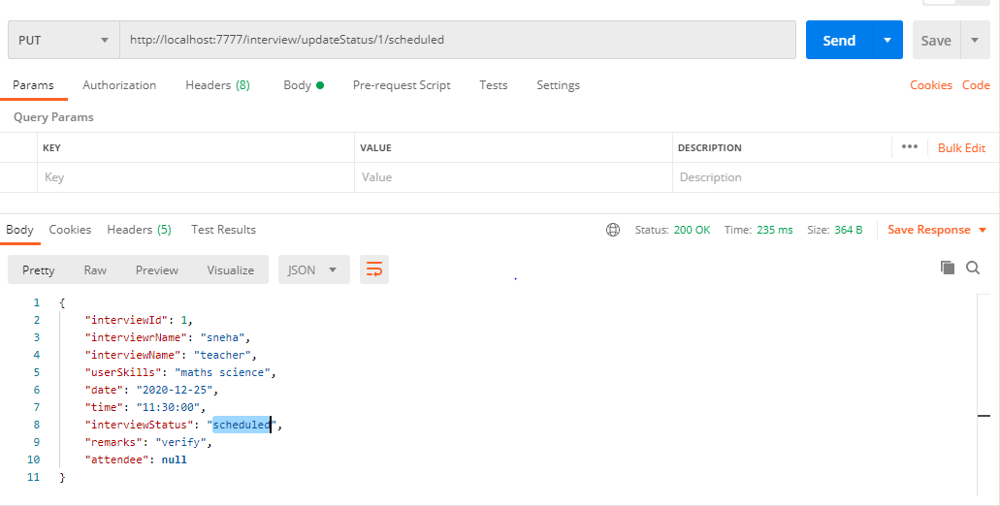 PUT http://localhost:7777/interview/updateStatus/1/scheduled Send Save
Params Authorization Headers (8) Body Pre-request Script Tests Settings Cookies Code
Query Params
KEY VALUE DESCRIPTION ••• Bulk Edit
Key Value Description
Body Cookies Headers (5) Test Results Status: 200 OK Time: 235 ms Size: 364 B Save Response
Pretty Raw Preview Visualize JSON
1 {
2 "interviewId": 1,
3 "interviewrName": "sneha",
4 "interviewName": "teacher",
5 "userSkills": "maths science",
6 "date": "2020-12-25",
7 "time": "11:30:00",
8 "interviewStatus": "scheduled",
9 "remarks": "verify",
10 "attendee": null
11 }